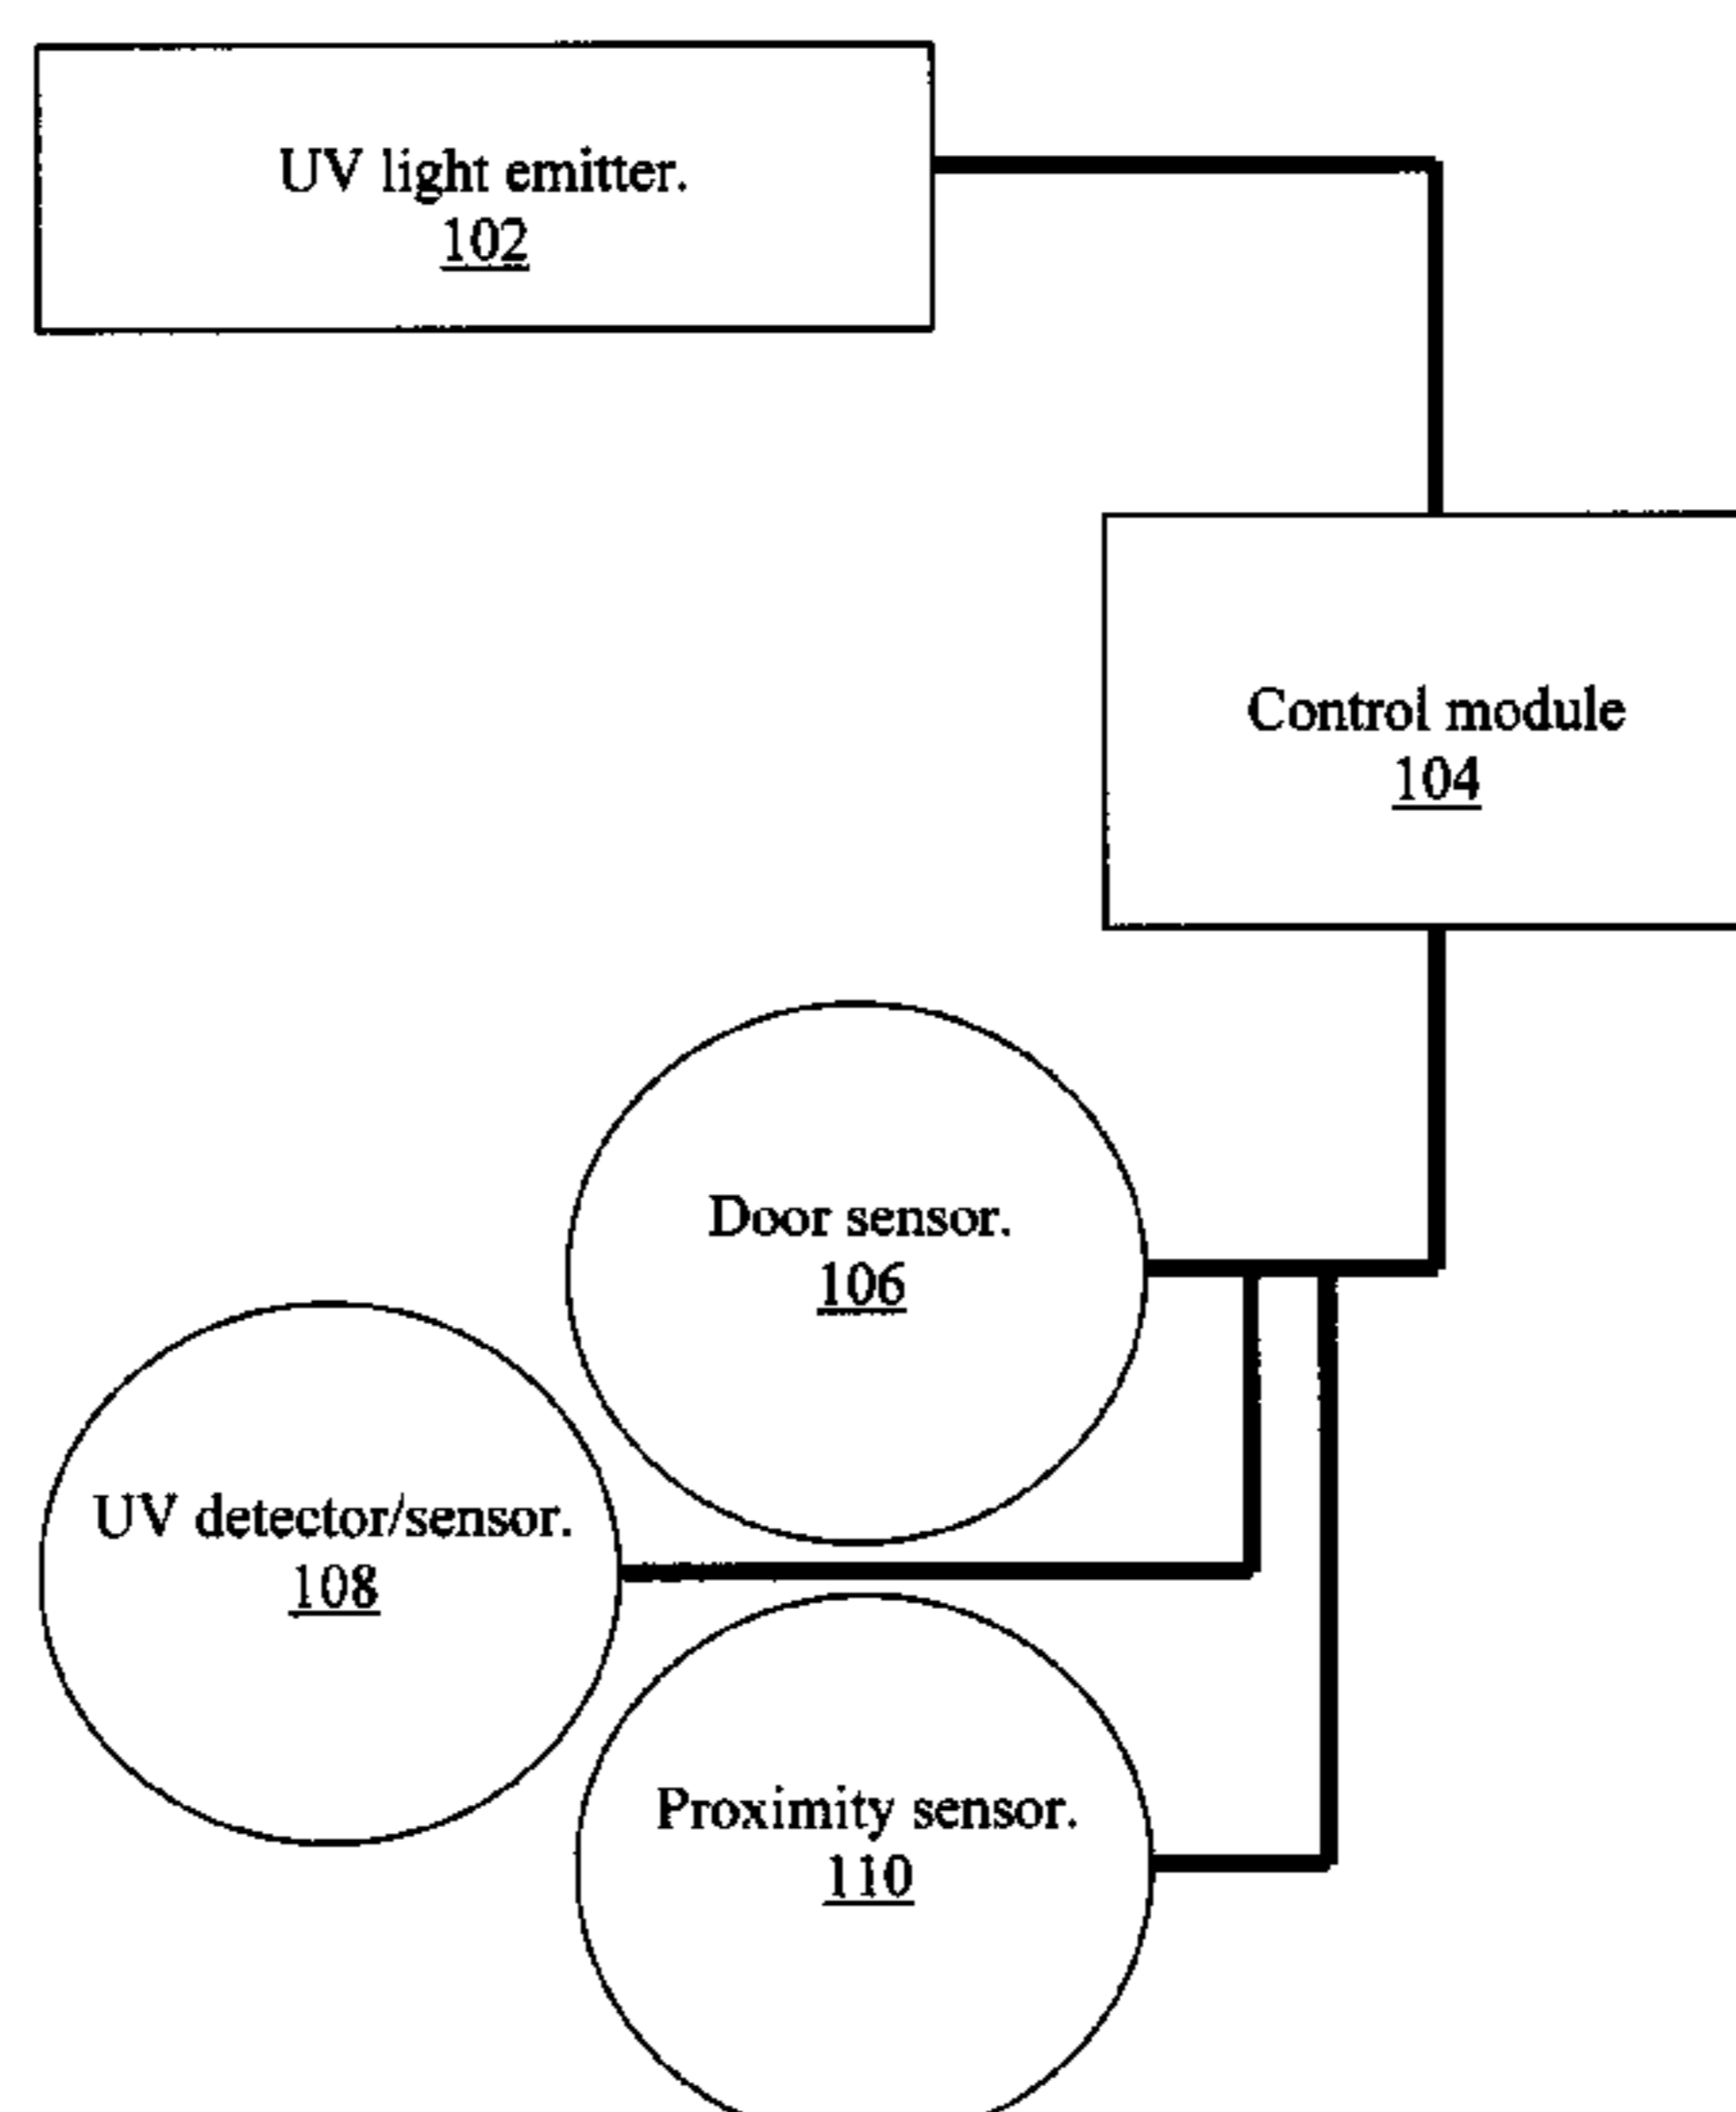 UV light emitter.
102
Control module
104
Door sensor.
106
UV detector/sensor.
108
Proximity sensor.
110